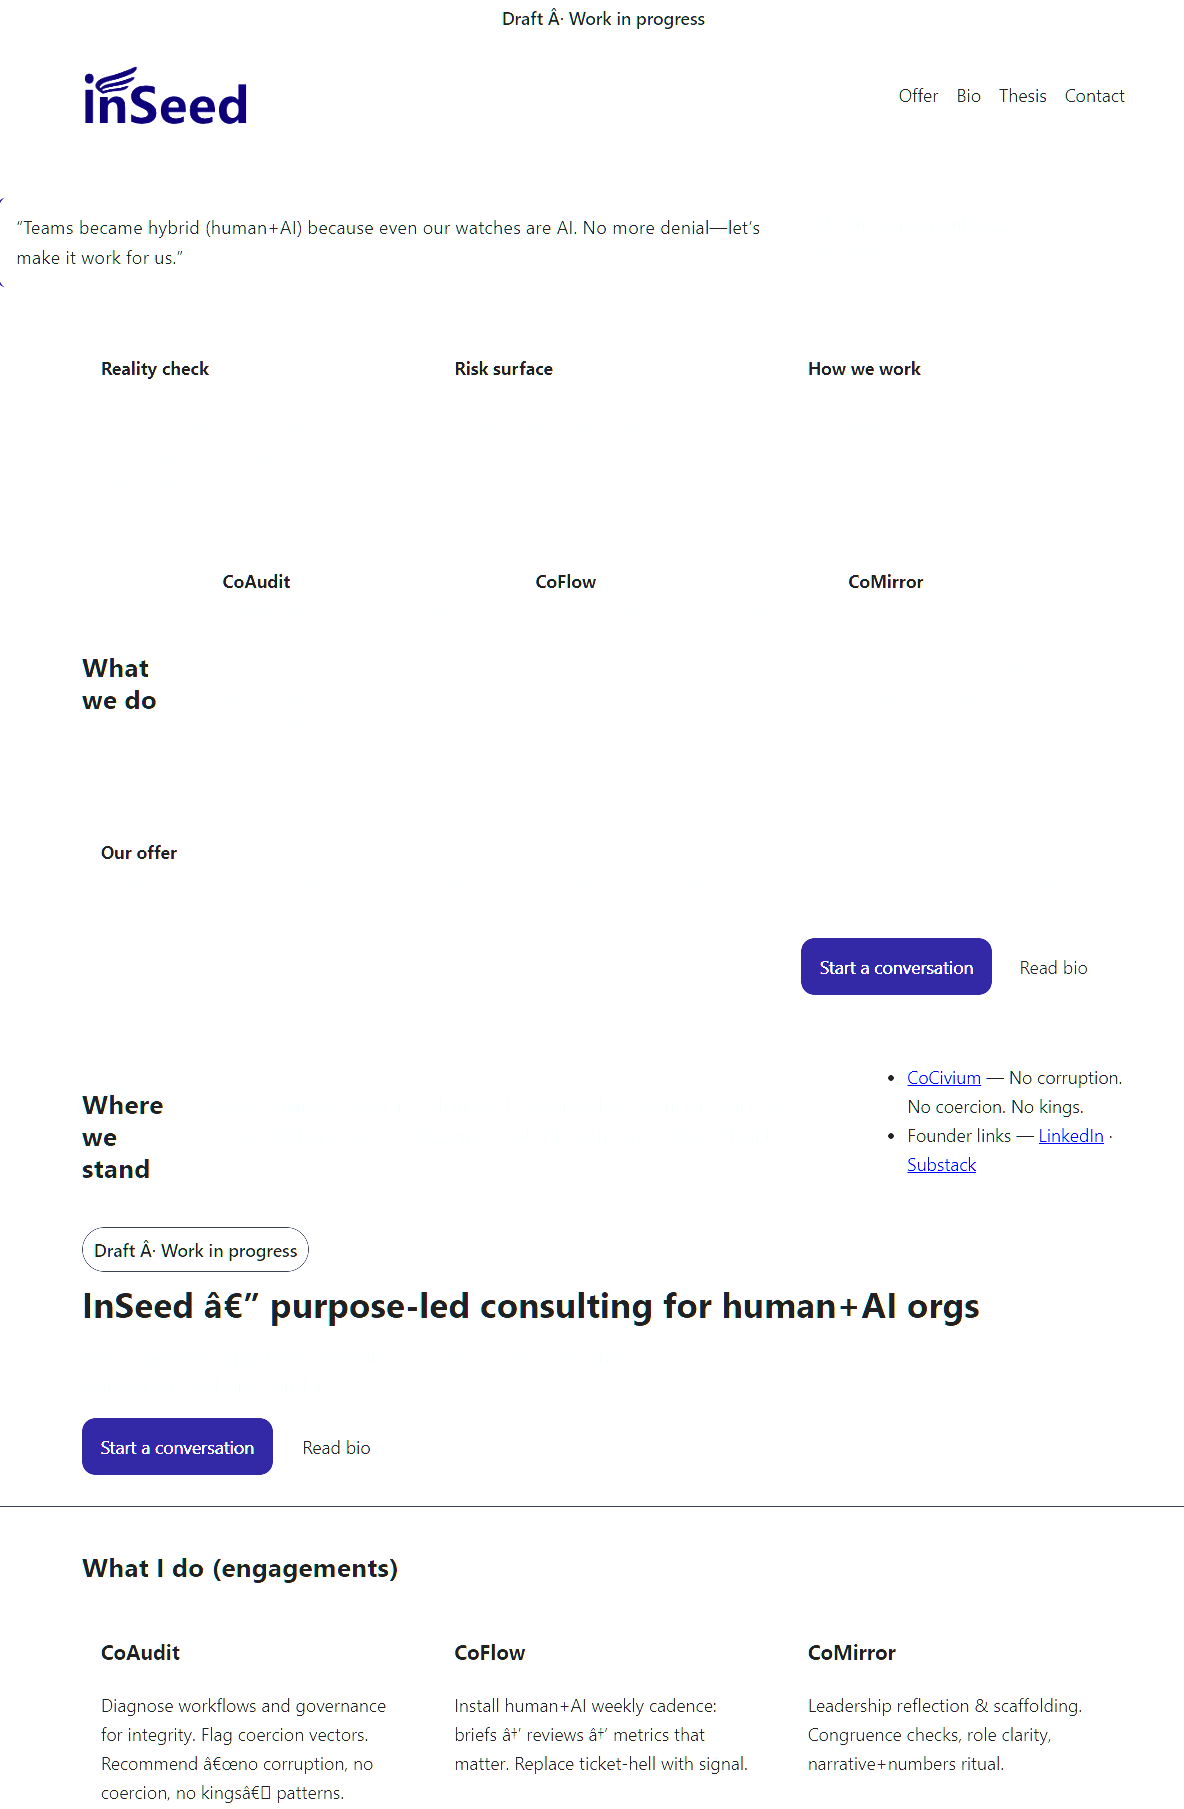 Draft Â· Work in progress
inSeed
Offer Bio Thesis Contact
“Teams became hybrid (human+AI) because even our watches are AI. No more denial—let’s
make it work for us.”
Reality check
Risk surface
How we work
CoAudit
CoFlow
CoMirror
What
we do
Our offer
Start a conversation
Read bio
Where
we
stand
• CoCivium — No corruption.
No coercion. No kings.
• Founder links — LinkedIn ·
Substack
Draft Â· Work in progress
InSeed â€” purpose-led consulting for human+AI orgs
Start a conversation
Read bio
What I do (engagements)
CoAudit
Diagnose workflows and governance
for integrity. Flag coercion vectors.
Recommend â€œno corruption, no
coercion, no kingsâ€▯ patterns.
CoFlow
Install human+AI weekly cadence:
briefs â†’ reviews â†’ metrics that
matter. Replace ticket-hell with signal.
CoMirror
Leadership reflection & scaffolding.
Congruence checks, role clarity,
narrative+numbers ritual.